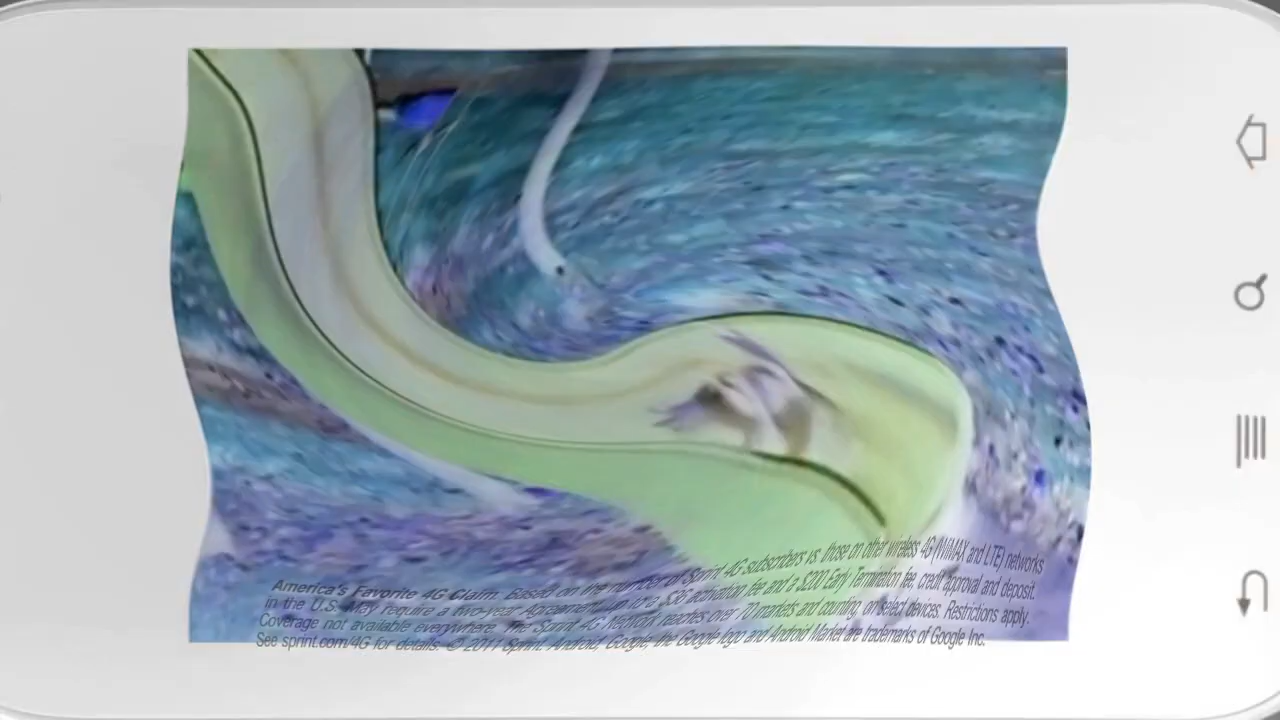 America's Favorite 4G Claim. Based on the number of Sprint 4G subscribers vs. those on other wireless 4G (WiMAX and LTE) networks
in the U.S. May require a two-year Agreement, up to a $36 activation fee and a $200 Early Termination fee, credit approval and deposit.
Coverage not available everywhere. The Sprint 4G Network reaches over 70 markets and counting, on select devices. Restrictions apply.
See sprint.com/4G for details. © 2011 Sprint. Android, Google, the Google logo and Android Market are trademarks of Google Inc.